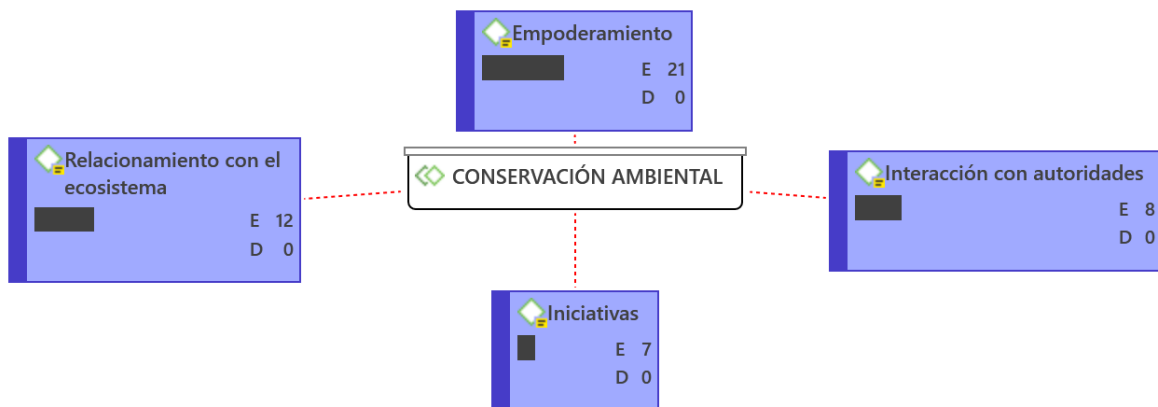 Empoderamiento
E 21
D 0
Relacionamiento con el
ecosistema
E 12
D 0
CONSERVACIÓN AMBIENTAL
Interacción con autoridades
E 8
D 0
Iniciativas
E 7
D 0